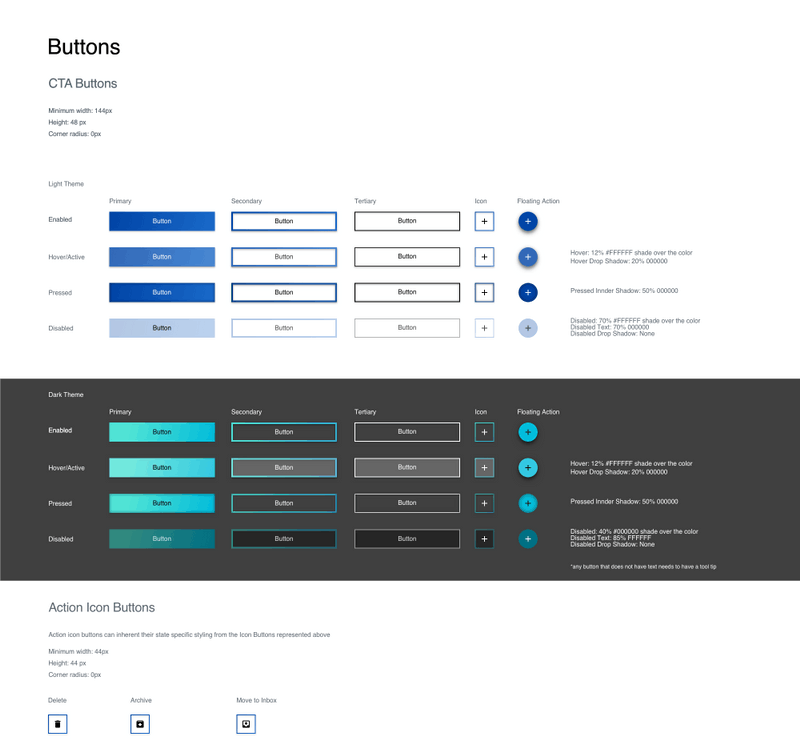 Buttons
CTA Buttons
Minimum width: 144px
Height: 48 px
Corner radius: 0px
Light Theme
Primary Secondary Tertiary Icon Floating Action
Enabled Button Button Button
Hover/Active Button Button Button
Hover: 12% #FFFFFF shade over the color
Hover Drop Shadow: 20% 000000
Pressed Button Button Button
Pressed Innder Shadow: 50% 000000
Disabled Button Button Button
Disabled: 70% #FFFFFF shade over the color
Disabled Text: 70% 000000
Disabled Drop Shadow: None
Dark Theme
Primary Secondary Tertiary Icon Floating Action
Enabled Button Button Button
Hover/Active Button Button Button
Hover: 12% #FFFFFF shade over the color
Hover Drop Shadow: 20% 000000
Pressed Button Button Button
Pressed Innder Shadow: 50% 000000
Disabled Button Button Button
Disabled: 40% #000000 shade over the color
Disabled Text: 85% FFFFFF
Disabled Drop Shadow: None
*any button that does not have text needs to have a tool tip
Action Icon Buttons
Action icon buttons can inherent their state specific styling from the Icon Buttons represented above
Minimum width: 44px
Height: 44 px
Corner radius: 0px
Delete Archive Move to Inbox